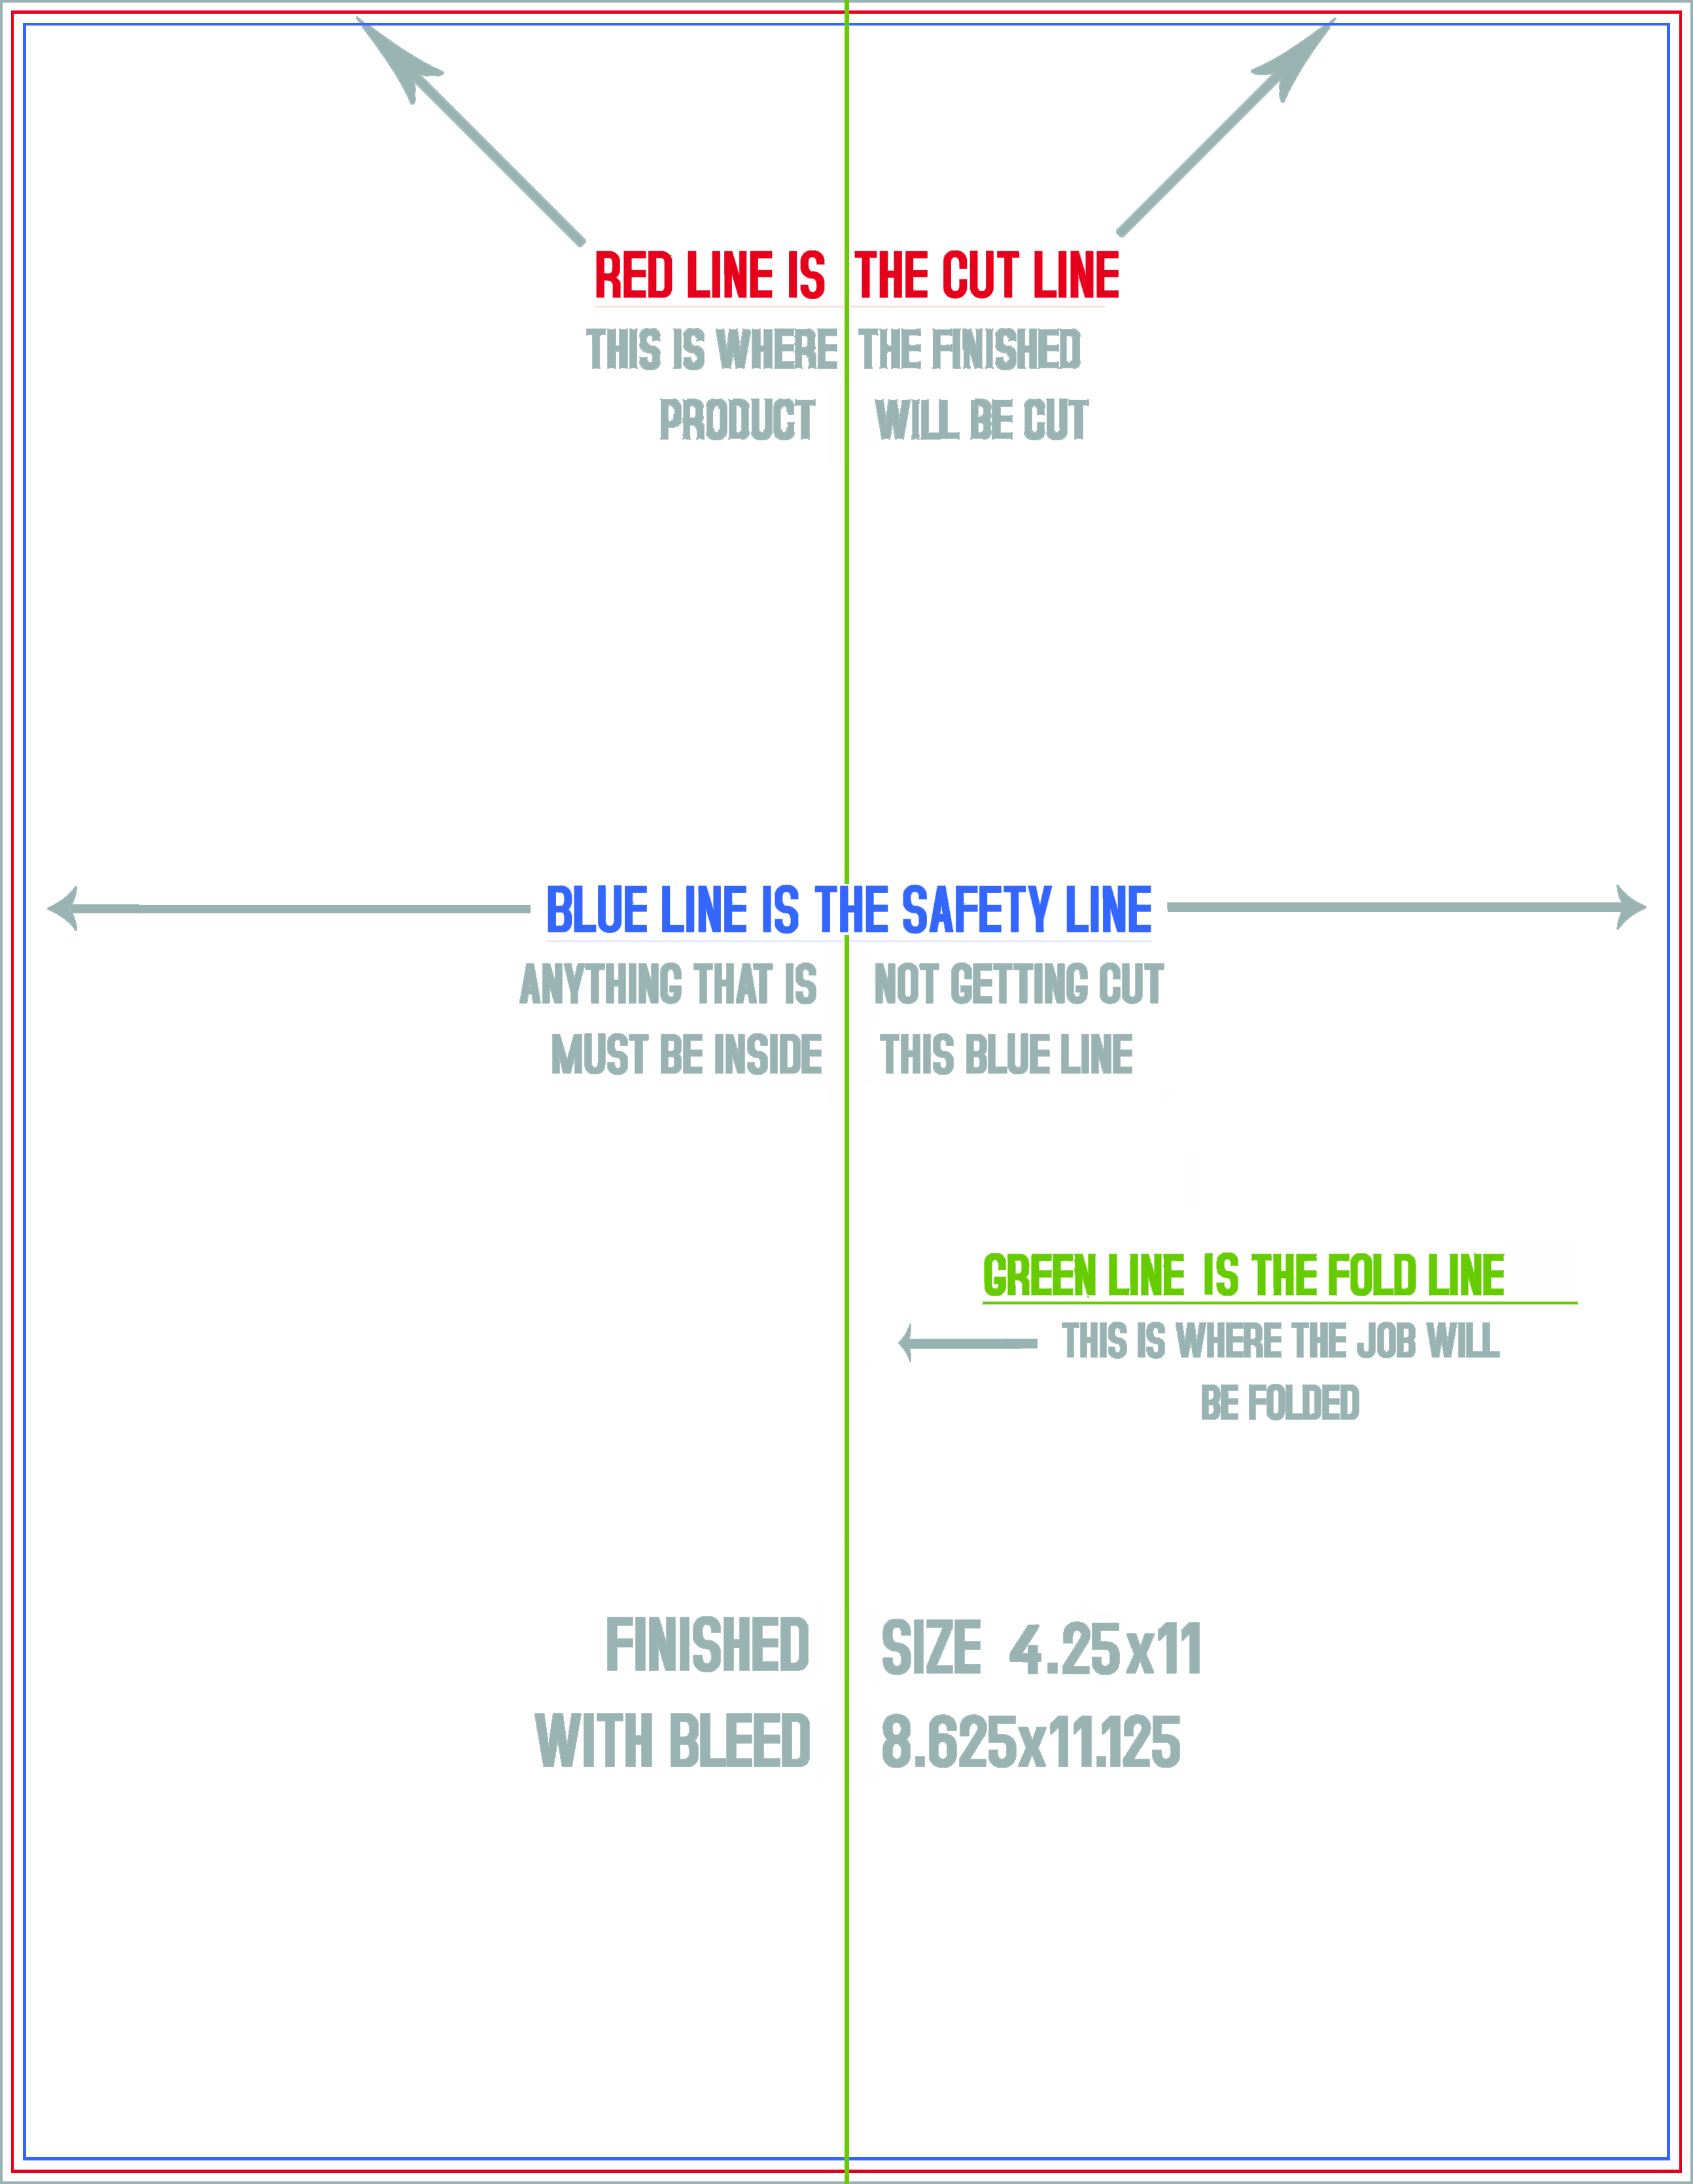 RED LINE IS THE CUT LINE
THIS IS WHERE THE FINISHED
PRODUCT WILL BE CUT
BLUE LINE IS THE SAFETY LINE
ANYTHING THAT IS NOT GETTING CUT
MUST BE INSIDE THIS BLUE LINE
GREEN LINE IS THE FOLD LINE
THIS IS WHERE THE JOB WILL
BE FOLDED
FINISHED SIZE 4.25x11
WITH BLEED 8.625x11.125